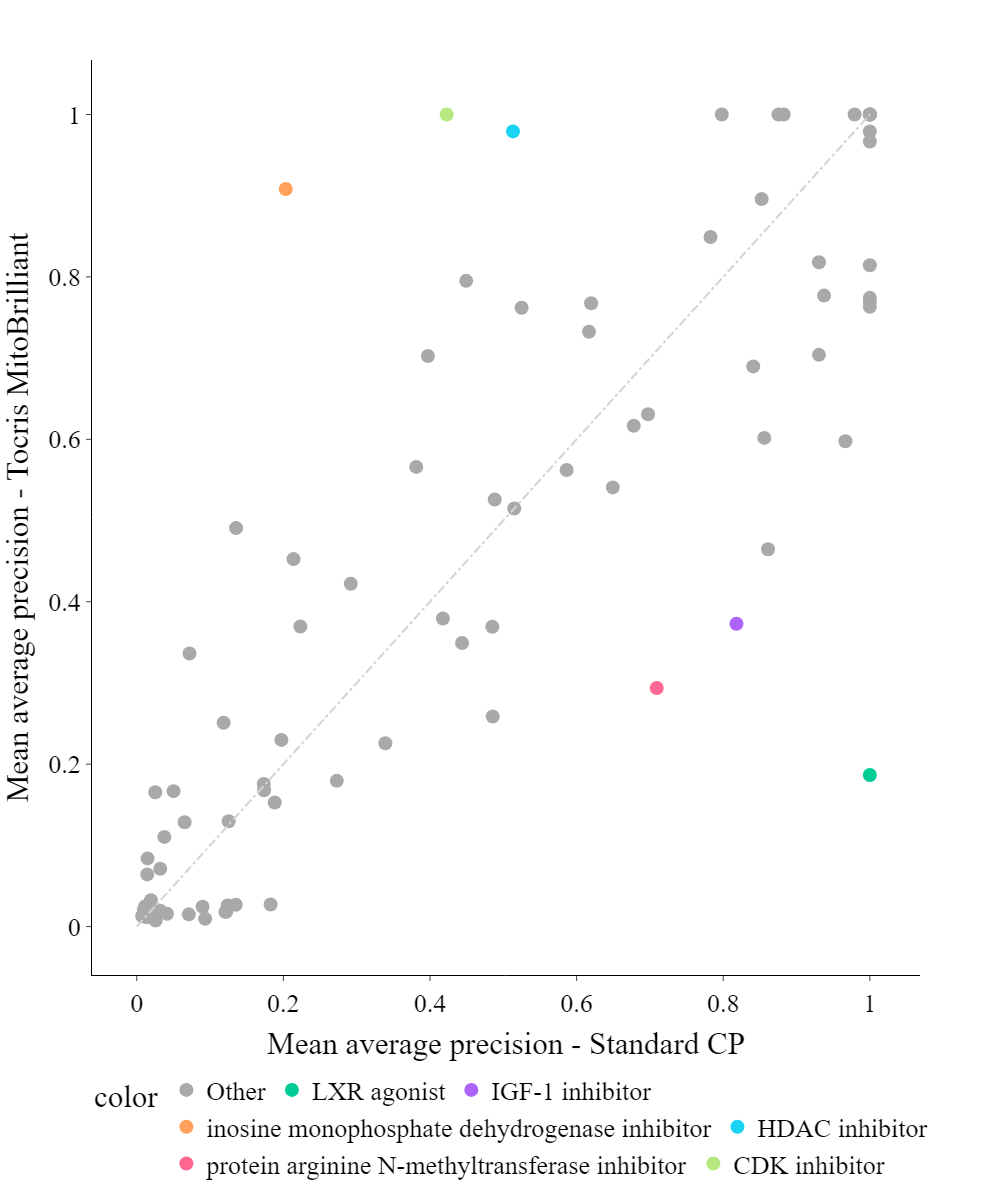 Mean average precision - Tocris MitoBrilliant
1
0.8
0.6
0.4
0.2
0
0 0.2 0.4 0.6 0.8 1
Mean average precision - Standard CP
color Other LXR agonist IGF-1 inhibitor
inosine monophosphate dehydrogenase inhibitor HDAC inhibitor
protein arginine N-methyltransferase inhibitor CDK inhibitor